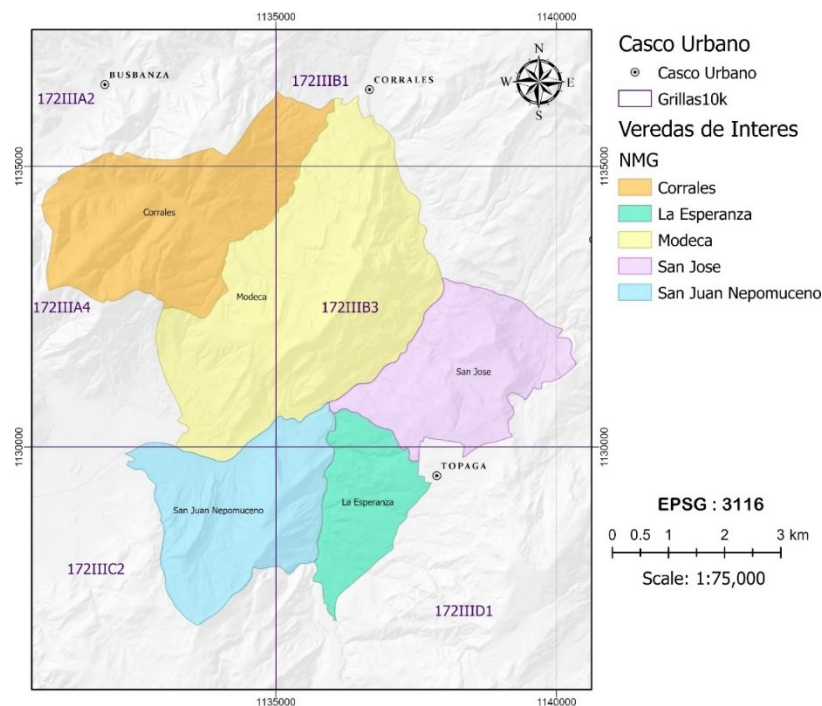 1135000
1140000
BUSBANZA
172IIIB1
CORRALES
172IIIA2
N
W
E
S
1135000
1135000
Corrales
Modeca
172IIIB3
172IIIA4
San Jose
1130000
1130000
TOPAGA
San Juan Nepomuceno
La Esperanza
172IIIC2
172IIID1
1135000
1140000
Casco Urbano
Casco Urbano
Grillas10k
Veredas de Interes
NMG
Corrales
La Esperanza
Modeca
San Jose
San Juan Nepomuceno
EPSG : 3116
0 0.5 1 2 3 km
Scale: 1:75,000